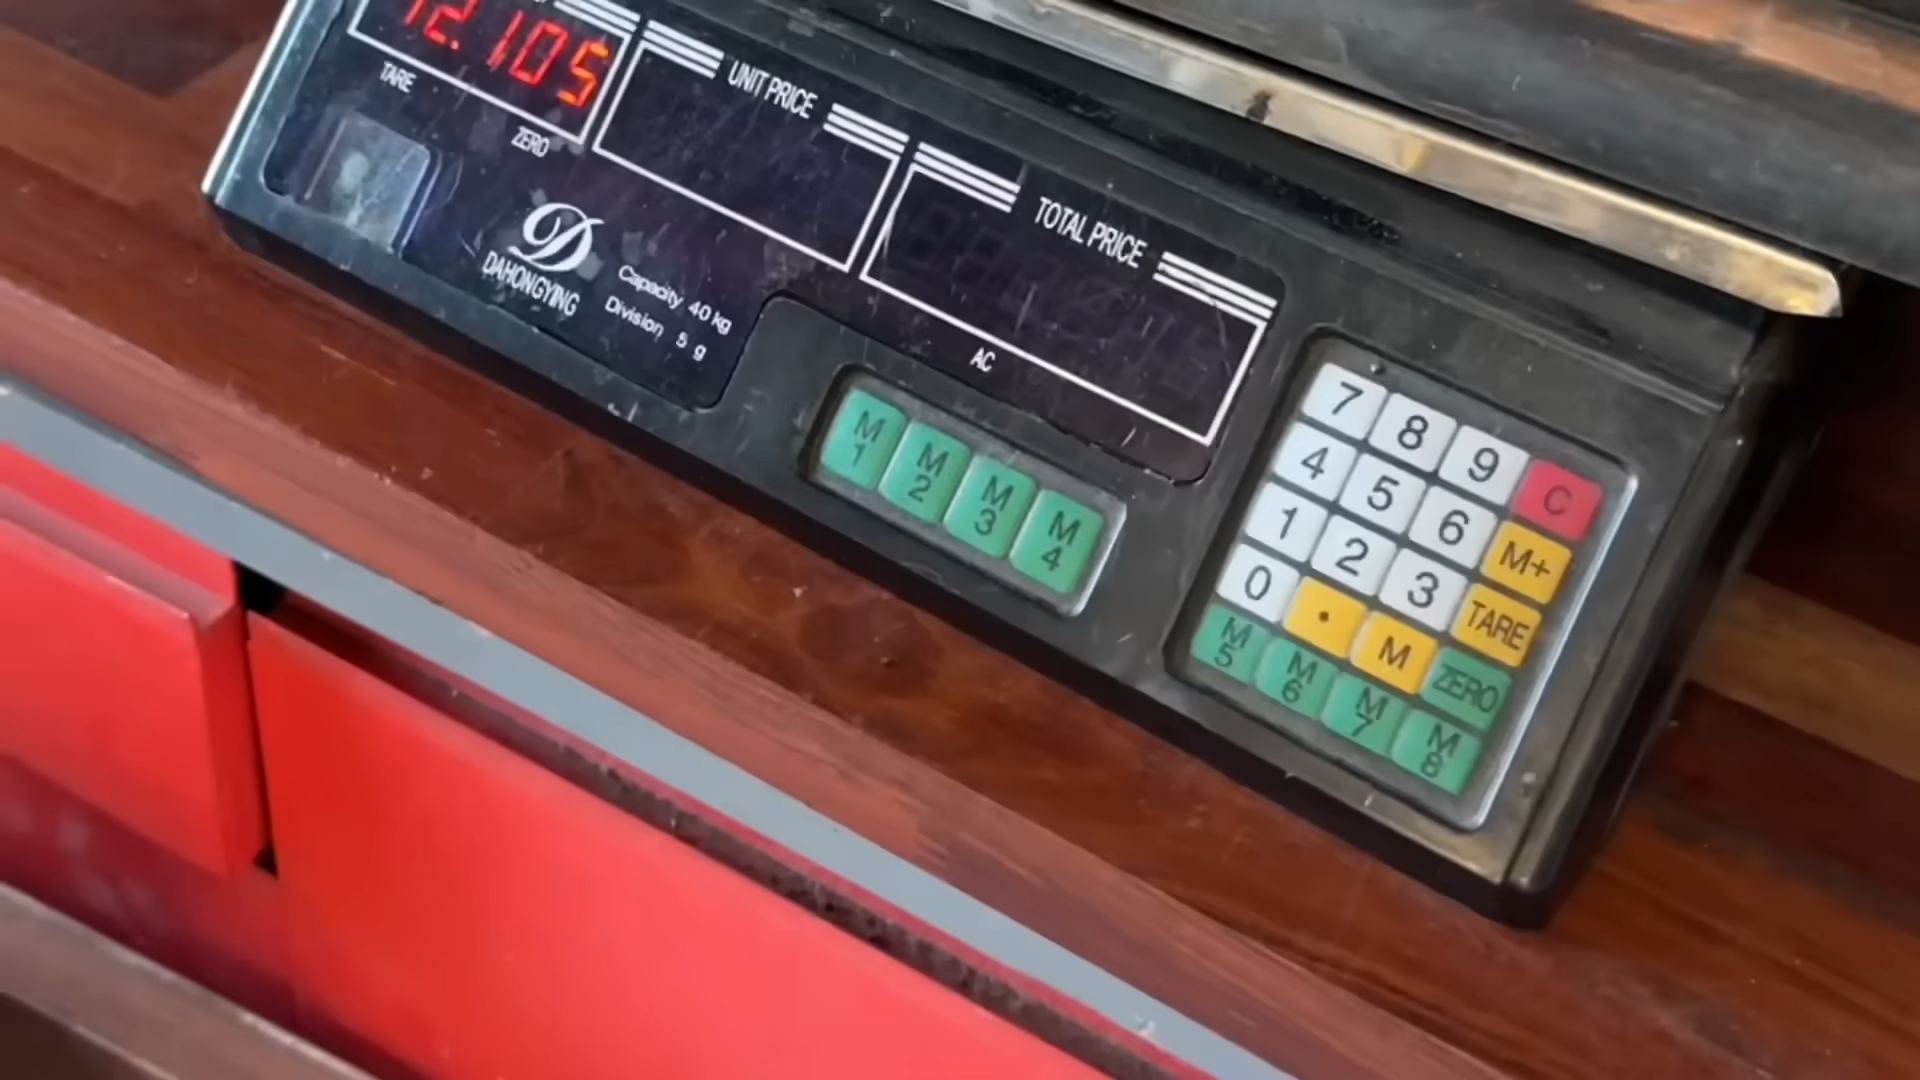 12.105
TARE
ZERO
UNIT PRICE
TOTAL PRICE
AC
D
DAHONGYING
Capacity 40 kg
Division 5 g
M1 M2 M3 M4
7 8 9 C
4 5 6 M+
1 2 3 TARE
0 . M ZERO
M5 M6 M7 M8